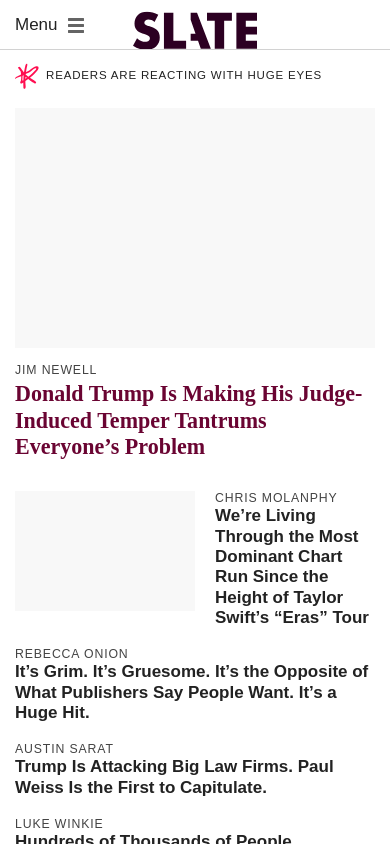 Menu
SLATE
READERS ARE REACTING WITH HUGE EYES
JIM NEWELL
Donald Trump Is Making His Judge-
Induced Temper Tantrums
Everyone’s Problem
CHRIS MOLANPHY
We’re Living
Through the Most
Dominant Chart
Run Since the
Height of Taylor
Swift’s “Eras” Tour
REBECCA ONION
It’s Grim. It’s Gruesome. It’s the Opposite of
What Publishers Say People Want. It’s a
Huge Hit.
AUSTIN SARAT
Trump Is Attacking Big Law Firms. Paul
Weiss Is the First to Capitulate.
LUKE WINKIE
Hundreds of Thousands of People